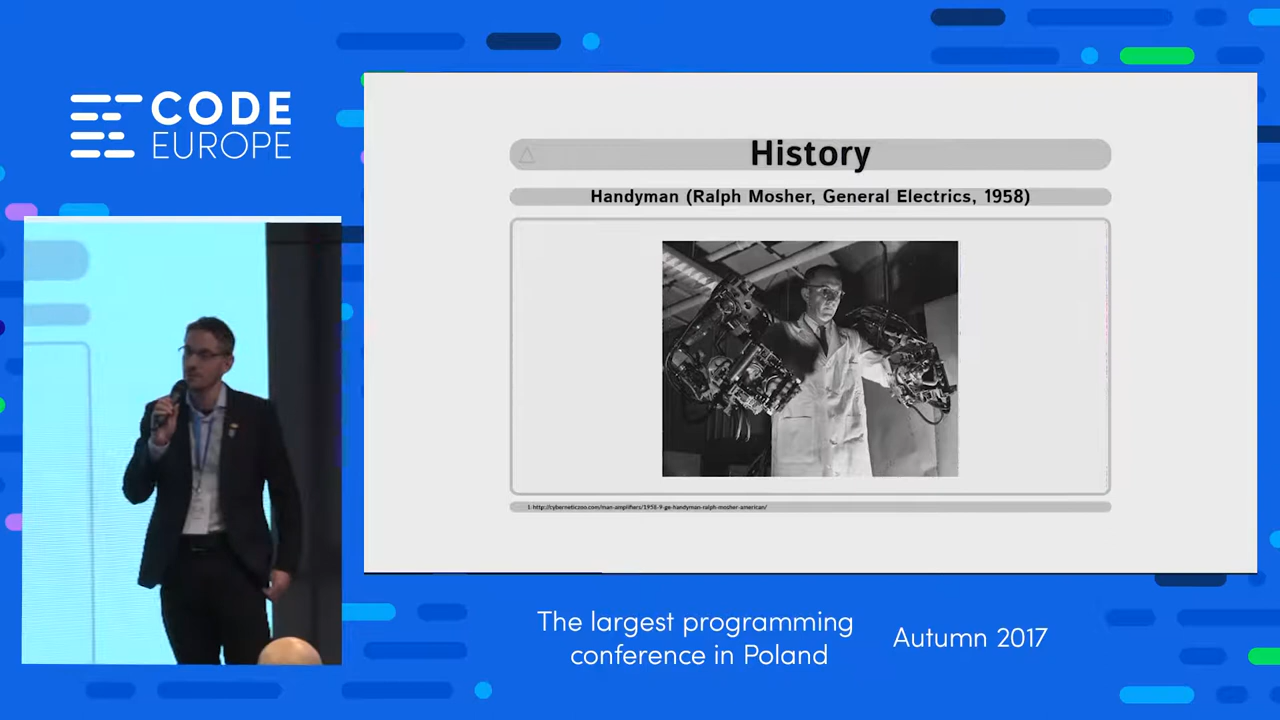 CODE
EUROPE
History
Handyman (Ralph Mosher, General Electrics, 1958)
1. http://cyberneticzoo.com/man-amplifiers/1958-9-ge-handyman-ralph-mosher-american/
The largest programming
conference in Poland
Autumn 2017